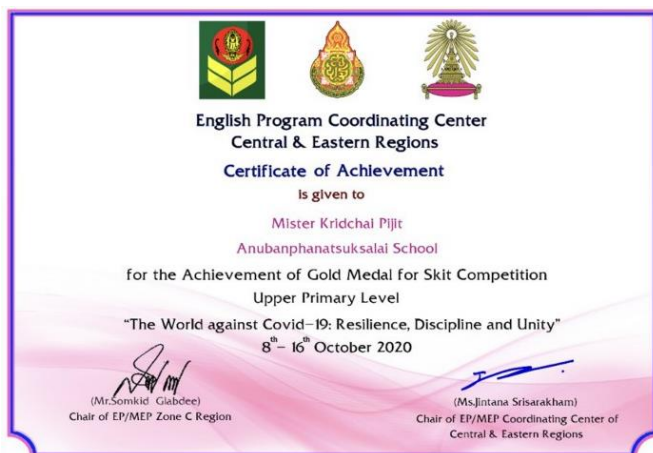 English Program Coordinating Center
Central & Eastern Regions
Certificate of Achievement
is given to
Mister Kridchai Pijit
Anubanphanatsuksalai School
for the Achievement of Gold Medal for Skit Competition
Upper Primary Level
"The World against Covid-19: Resilience, Discipline and Unity"
8th- 16th October 2020
(Mr.Somkid Glabdee)
Chair of EP/MEP Zone C Region
(Ms.Jintana Srisarakham)
Chair of EP/MEP Coordinating Center of
Central & Eastern Regions